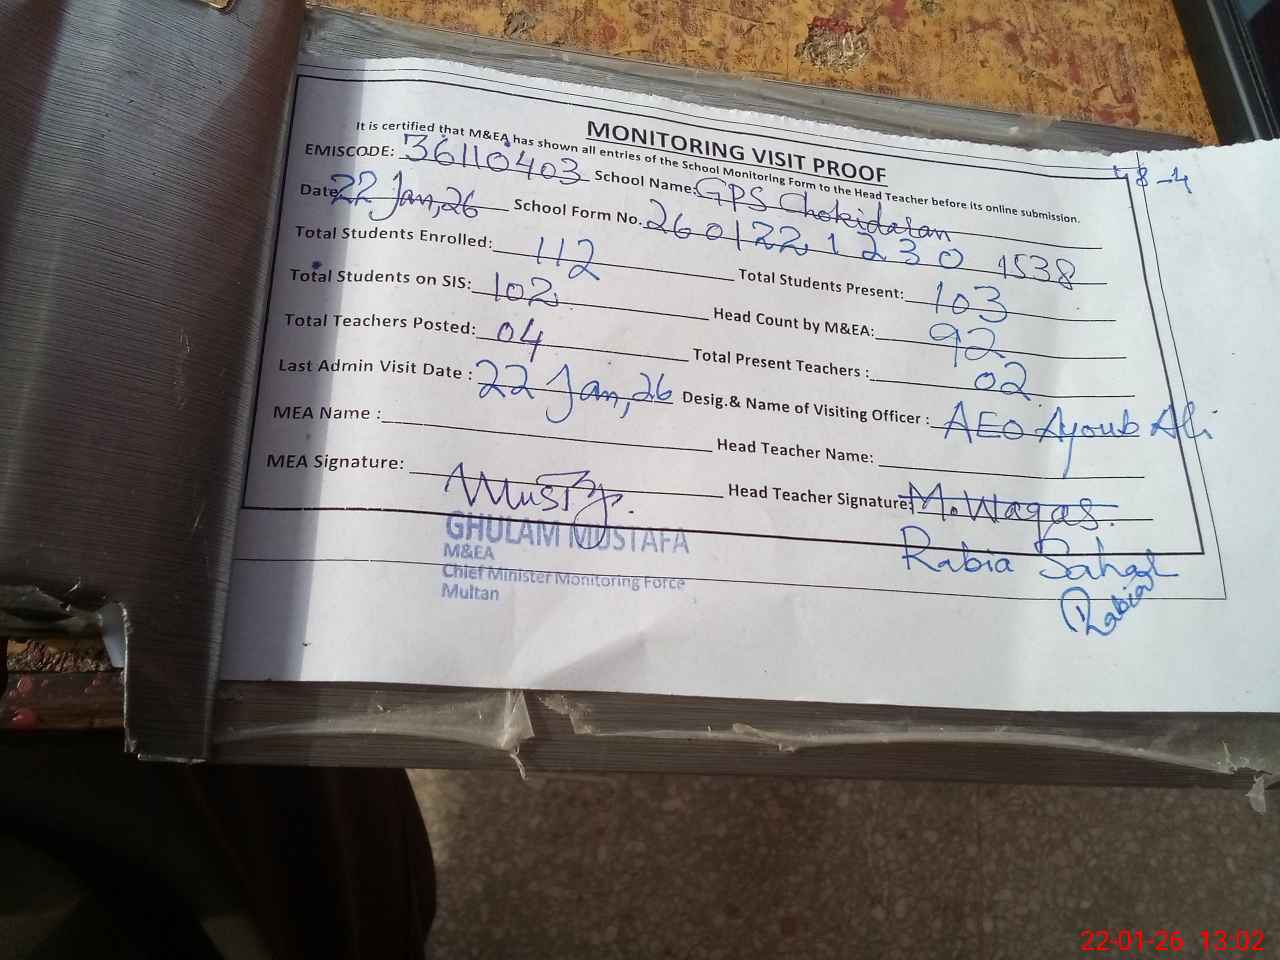 MONITORING VISIT PROOF
It is certified that M&EA has shown all entries of the School Monitoring Form to the Head Teacher before its online submission.
48-4
EMISCODE: 36110403 School Name: GPS Chokidaran
Date 22 Jan, 26 School Form No. 260122 1230 1538
Total Students Enrolled: 112 Total Students Present: 103
Total Students on SIS: 102 Head Count by M&EA: 92
Total Teachers Posted: 04 Total Present Teachers : 02
Last Admin Visit Date : 22 Jan, 26 Desig.& Name of Visiting Officer : AEO Ayoub Ali
MEA Name : Head Teacher Name:
MEA Signature: Head Teacher Signature: M. Waqas.
GHULAM MUSTAFA
M&EA
Chief Minister Monitoring Force
Multan
Rabia
Rabia
22-01-26 13:02